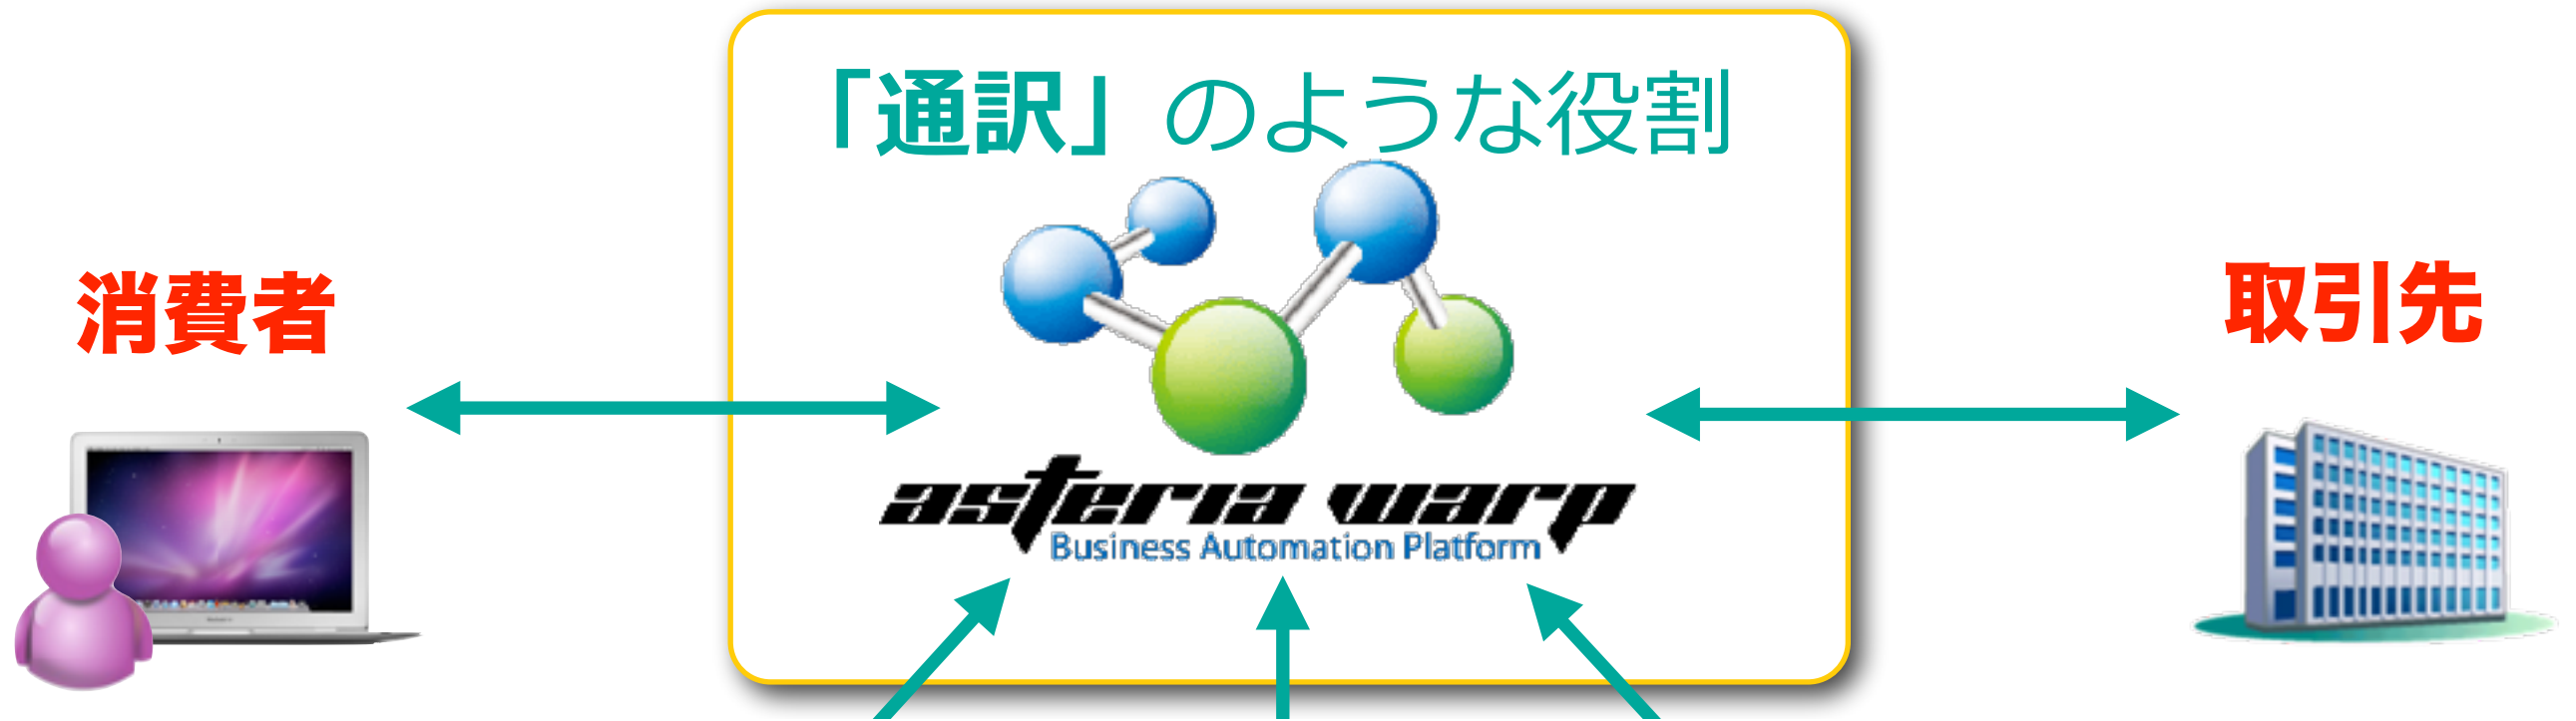 「通訳」のような役割
消費者
取引先
asteria warp
Business Automation Platform